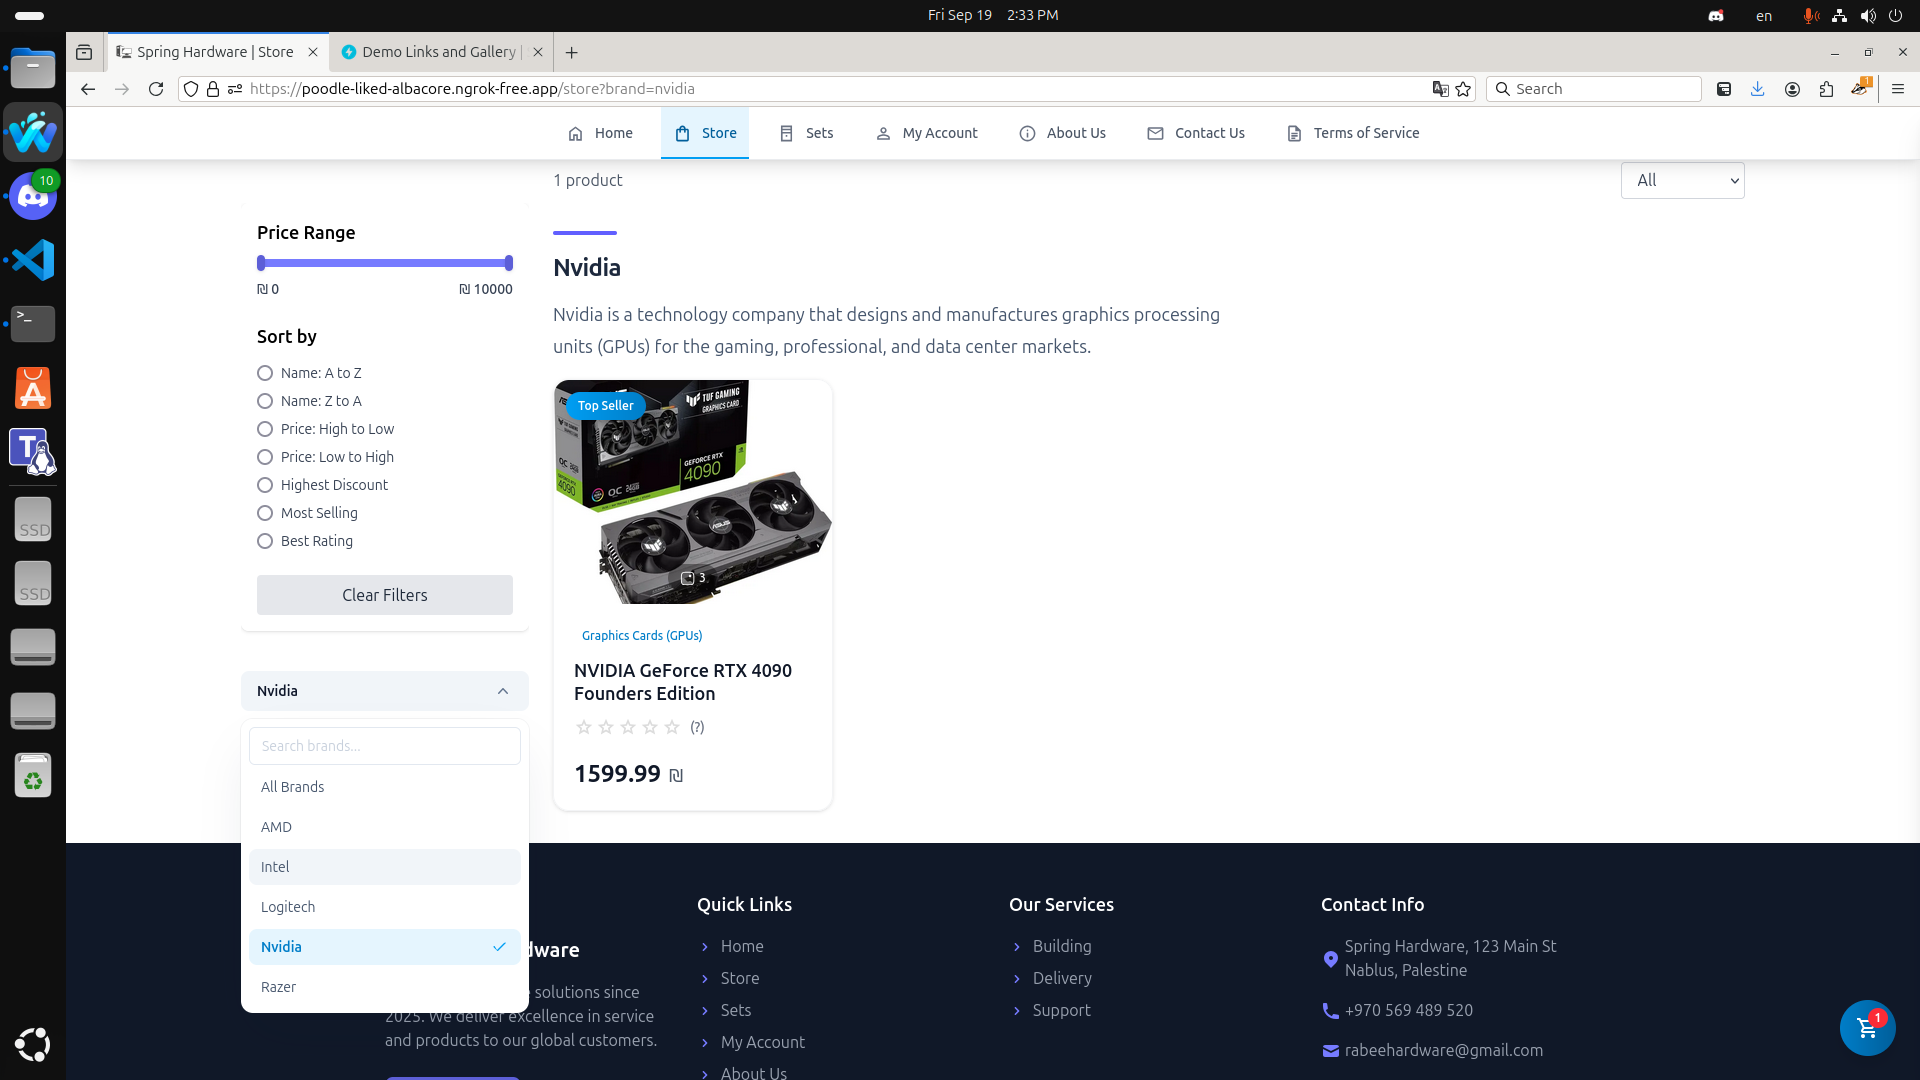 Fri Sep 19 2:33 PM
en
Spring Hardware | Store
Demo Links and Gallery |
https://poodle-liked-albacore.ngrok-free.app/store?brand=nvidia
Search
1
10
Home
Store
Sets
My Account
About Us
Contact Us
Terms of Service
1 product
All
Price Range
₪ 0
₪ 10000
Sort by
Name: A to Z
Name: Z to A
Price: High to Low
Price: Low to High
Highest Discount
Most Selling
Best Rating
Clear Filters
Nvidia
Search brands...
All Brands
AMD
Intel
Logitech
Nvidia
Razer
Nvidia
Nvidia is a technology company that designs and manufactures graphics processing
units (GPUs) for the gaming, professional, and data center markets.
Top Seller
TUF GAMING
GRAPHICS CARD
GEFORCE RTX
4090
4090
OC
ASUS
3
Graphics Cards (GPUs)
NVIDIA GeForce RTX 4090
Founders Edition
(?)
1599.99 ₪
dware
solutions since
2025. We deliver excellence in service
and products to our global customers.
Quick Links
Home
Store
Sets
My Account
About Us
Our Services
Building
Delivery
Support
Contact Info
Spring Hardware, 123 Main St
Nablus, Palestine
+970 569 489 520
rabeehardware@gmail.com
1
SSD
SSD